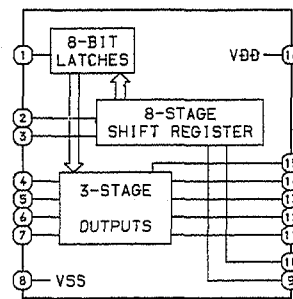 8-BIT
LATCHES
1
VDD
2
3
8-STAGE
SHIFT REGISTER
4
5
6
7
3-STAGE
OUTPUTS
8
VSS
9